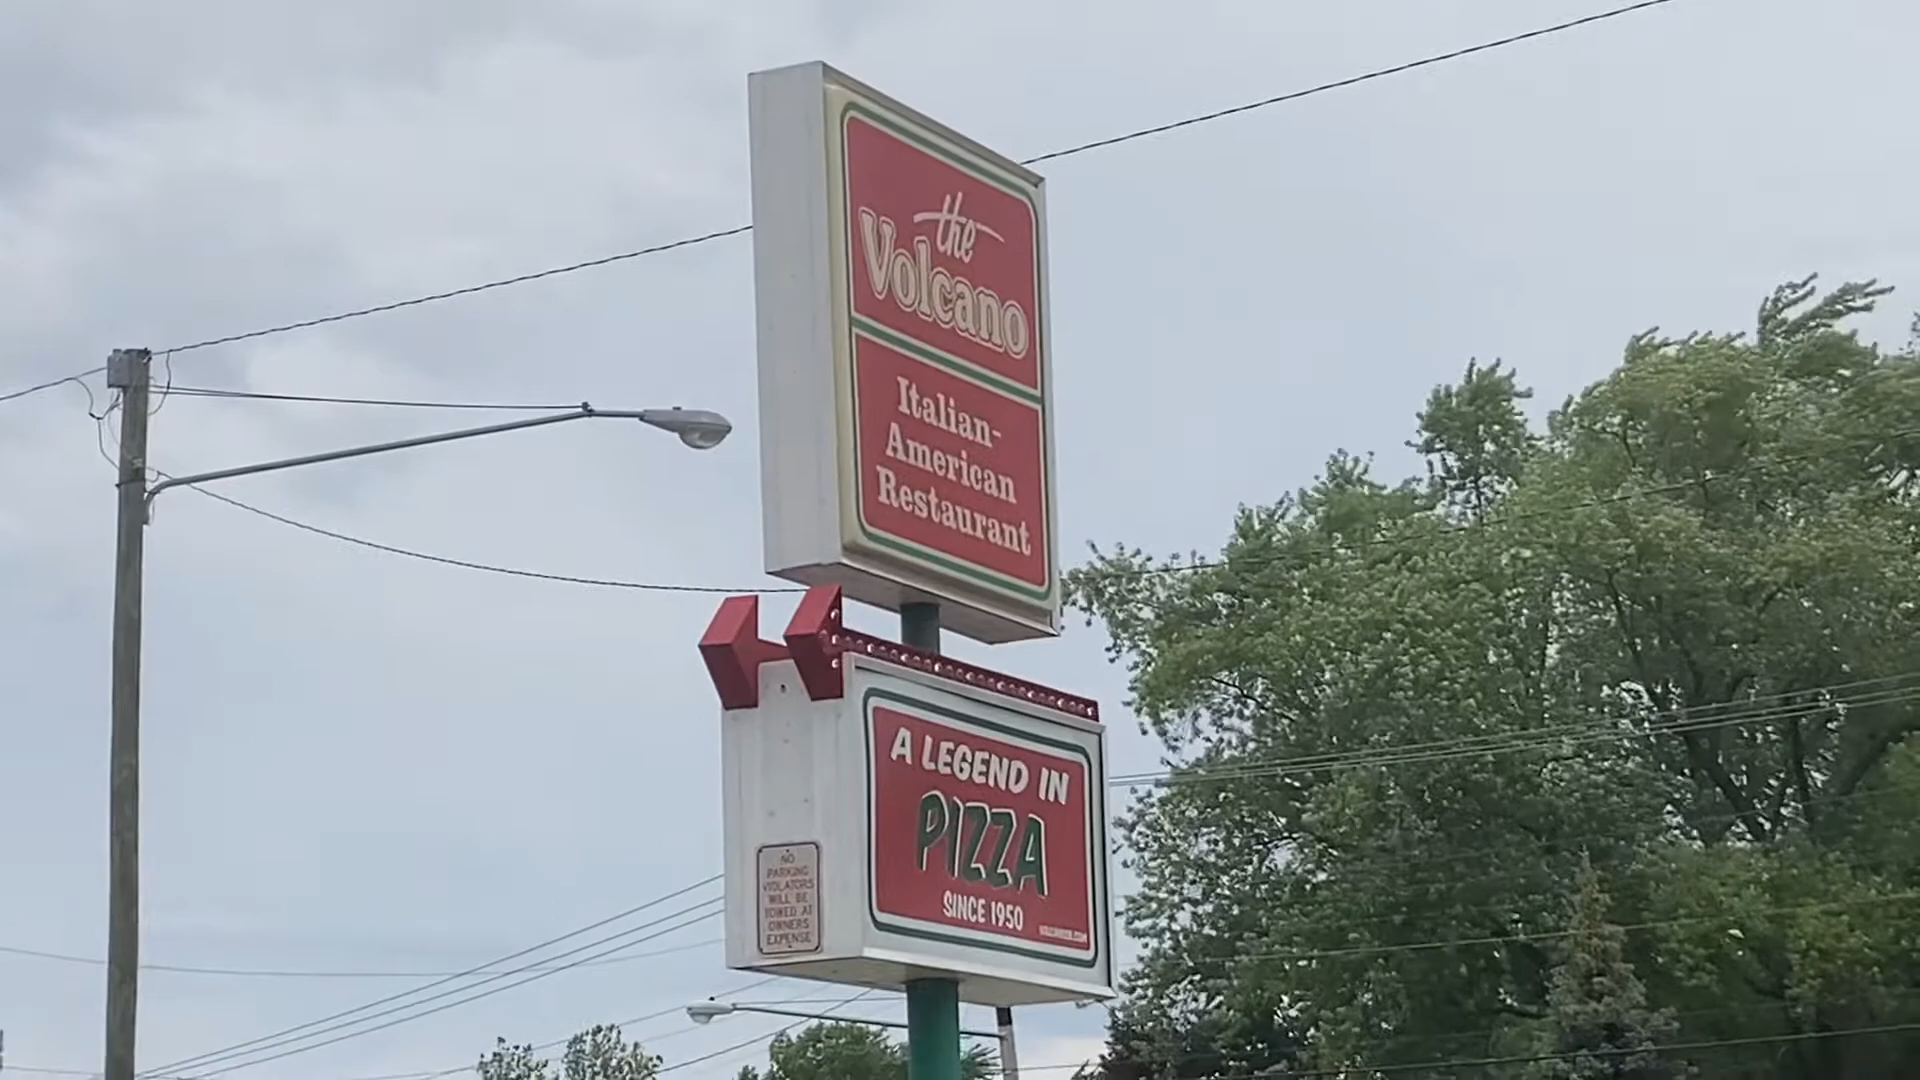 the
Volcano
Italian-
American
Restaurant
A LEGEND IN
PIZZA
SINCE 1950
NO
PARKING
VIOLATORS
WILL BE
TOWED AT
OWNERS
EXPENSE